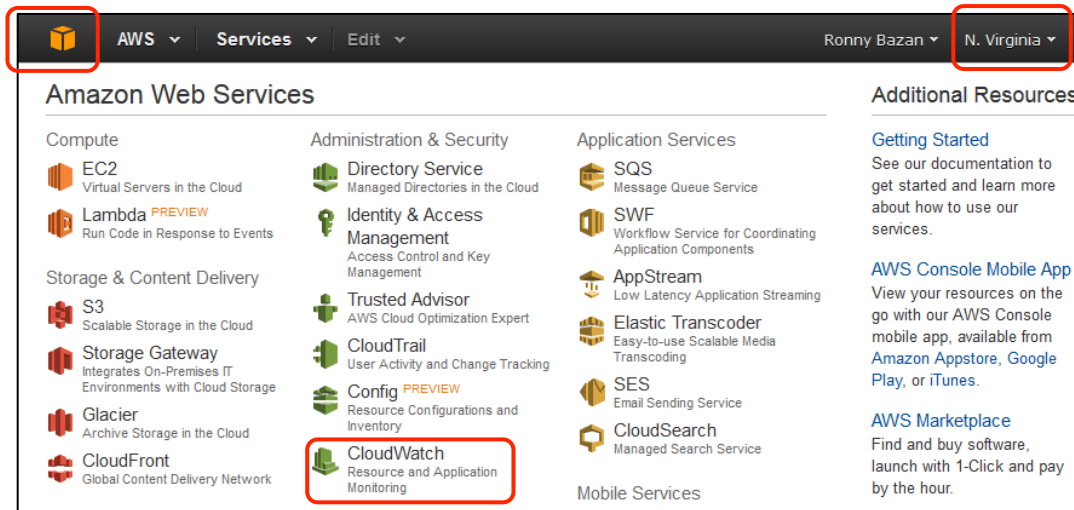 AWS Services Edit Ronny Bazan N. Virginia
Amazon Web Services
Compute
EC2
Virtual Servers in the Cloud
Lambda PREVIEW
Run Code in Response to Events
Storage & Content Delivery
S3
Scalable Storage in the Cloud
Storage Gateway
Integrates On-Premises IT
Environments with Cloud Storage
Glacier
Archive Storage in the Cloud
CloudFront
Global Content Delivery Network
Administration & Security
Directory Service
Managed Directories in the Cloud
Identity & Access
Management
Access Control and Key
Management
Trusted Advisor
AWS Cloud Optimization Expert
CloudTrail
User Activity and Change Tracking
Config PREVIEW
Resource Configurations and
Inventory
CloudWatch
Resource and Application
Monitoring
Application Services
SQS
Message Queue Service
SWF
Workflow Service for Coordinating
Application Components
AppStream
Low Latency Application Streaming
Elastic Transcoder
Easy-to-use Scalable Media
Transcoding
SES
Email Sending Service
CloudSearch
Managed Search Service
Mobile Services
Additional Resources
Getting Started
See our documentation to
get started and learn more
about how to use our
services.
AWS Console Mobile App
View your resources on the
go with our AWS Console
mobile app, available from
Amazon Appstore, Google
Play, or iTunes.
AWS Marketplace
Find and buy software,
launch with 1-Click and pay
by the hour.